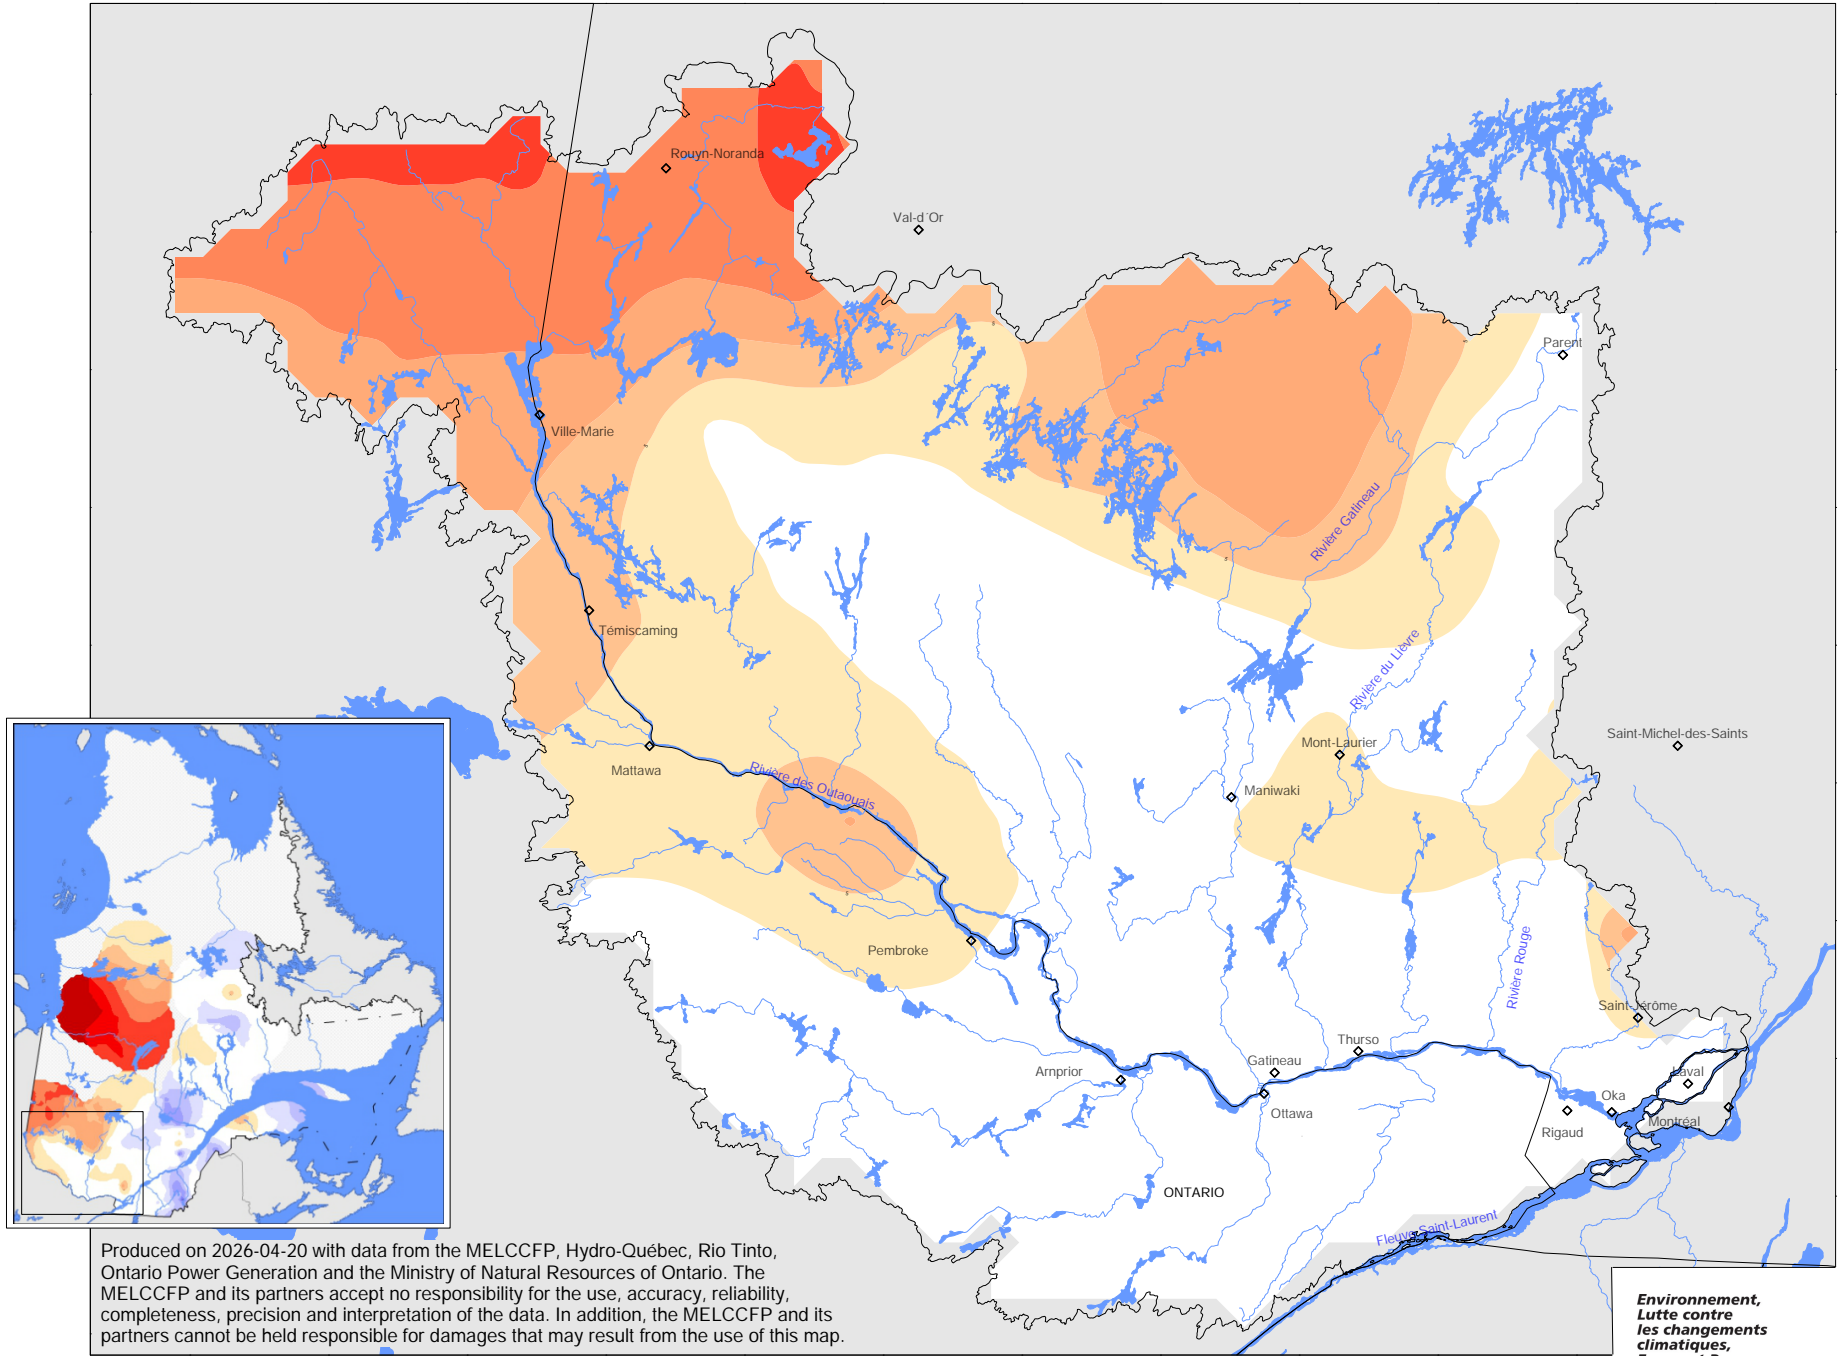 Rouyn-Noranda
Val-d'Or
Parent
Ville-Marie
Rivière Gatineau
Témiscaming
Rivière du Lièvre
Saint-Michel-des-Saints
Mont-Laurier
Mattawa
Rivière des Outaouais
Maniwaki
Pembroke
Rivière Rouge
Saint-Jérôme
Thurso
Gatineau
Arnprior
Laval
Oka
Ottawa
Montréal
Rigaud
ONTARIO
Fleuve Saint-Laurent
Produced on 2026-04-20 with data from the MELCCFP, Hydro-Québec, Rio Tinto,
Ontario Power Generation and the Ministry of Natural Resources of Ontario. The
MELCCFP and its partners accept no responsibility for the use, accuracy, reliability,
completeness, precision and interpretation of the data. In addition, the MELCCFP and its
partners cannot be held responsible for damages that may result from the use of this map.
Environnement,
Lutte contre
les changements
climatiques,